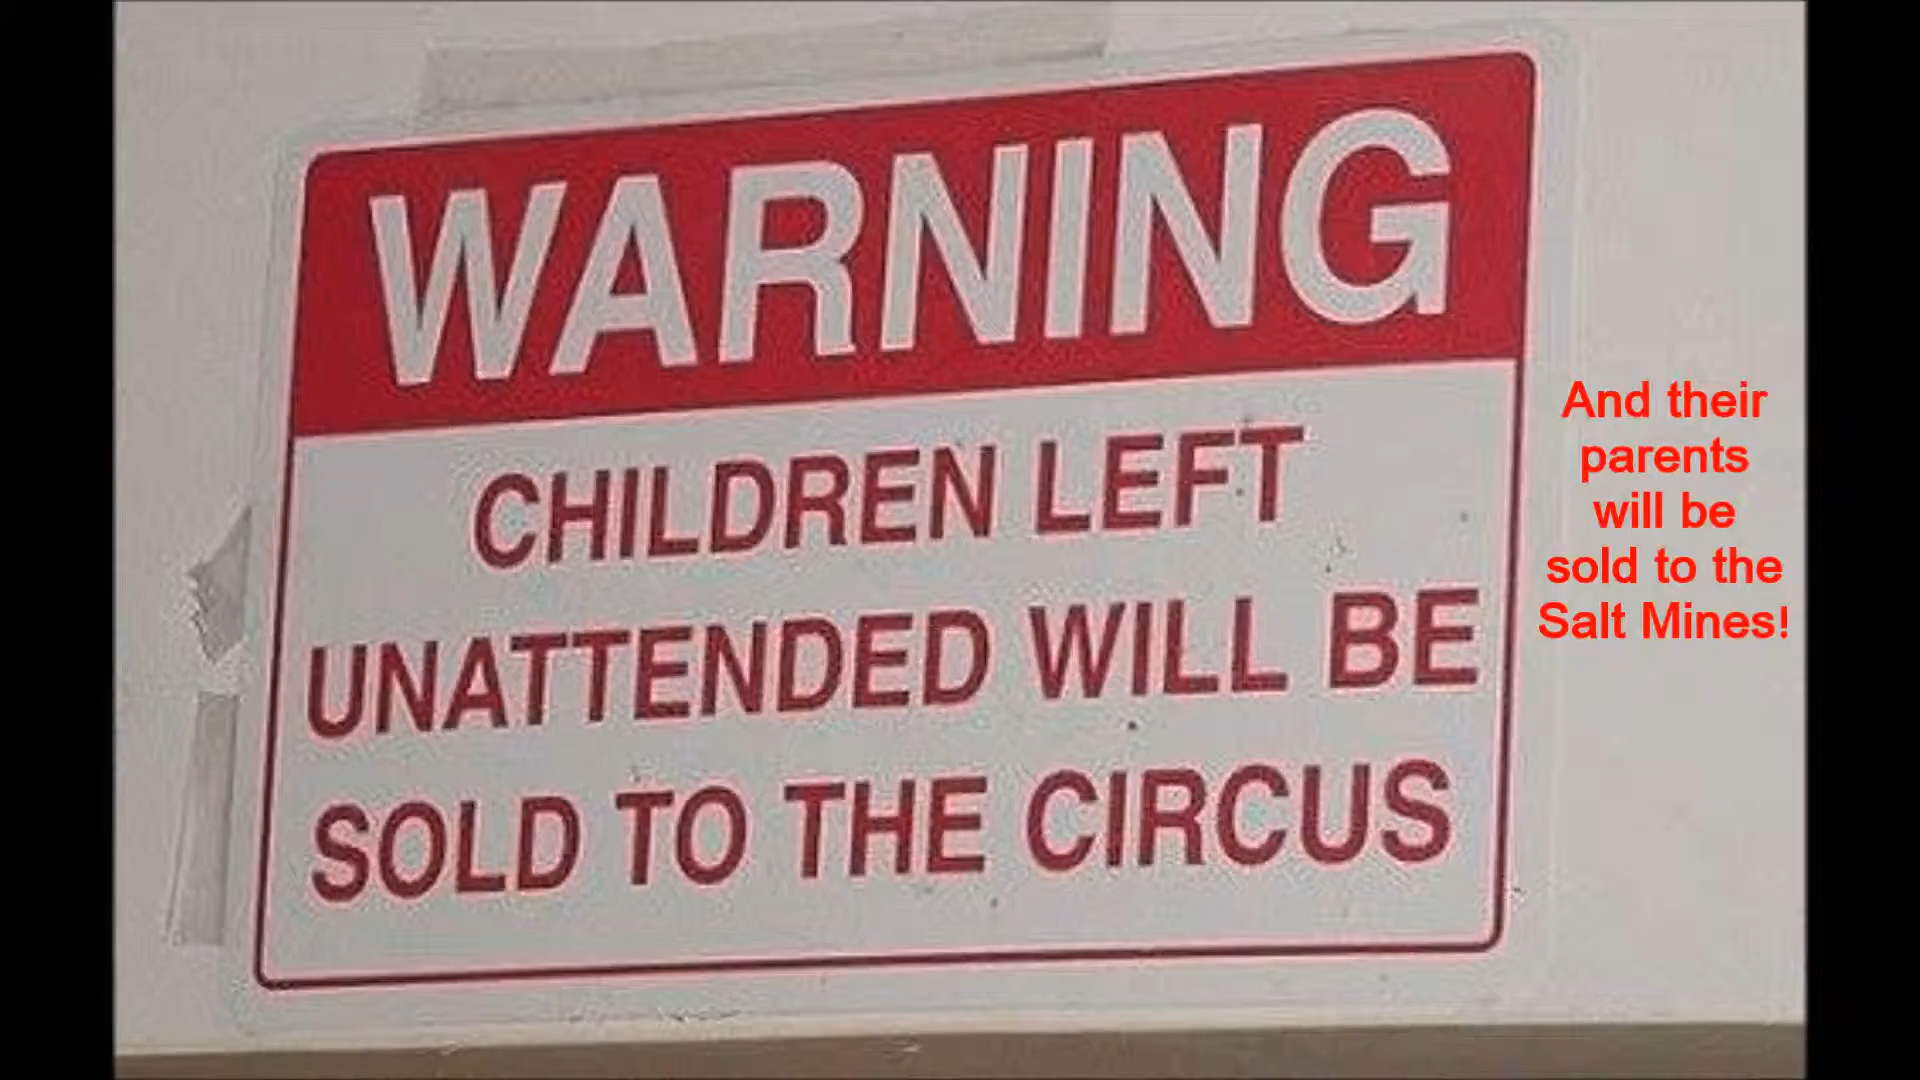 WARNING
CHILDREN LEFT
UNATTENDED WILL BE
SOLD TO THE CIRCUS
And their
parents
will be
sold to the
Salt Mines!